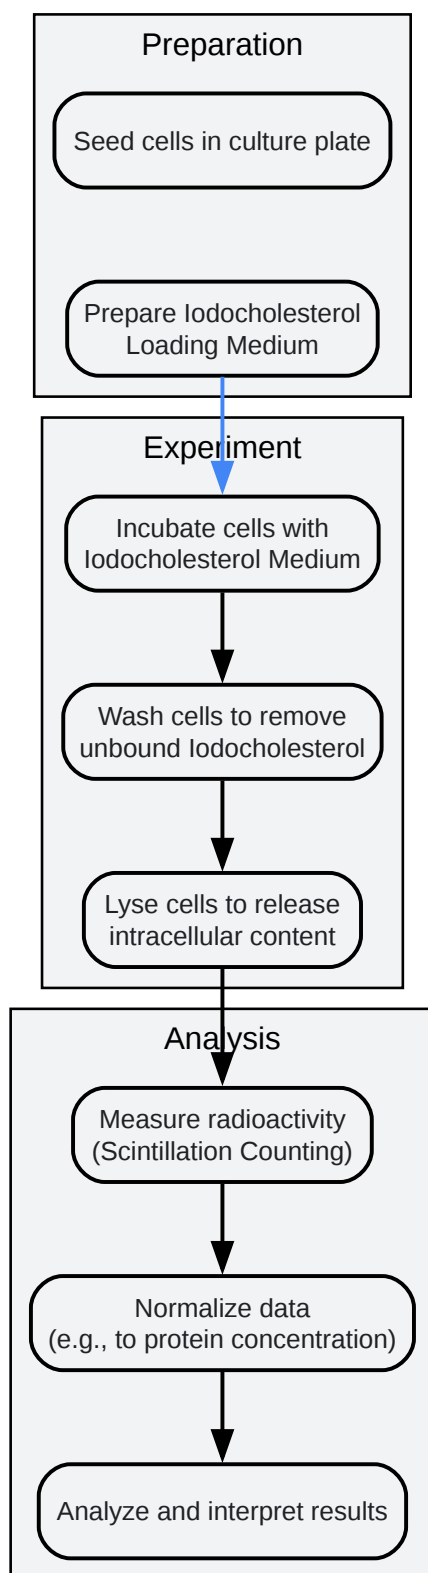 Preparation
Seed cells in culture plate
Prepare Iodocholesterol
Loading Medium
Experiment
Incubate cells with
Iodocholesterol Medium
Wash cells to remove
unbound Iodocholesterol
Lyse cells to release
intracellular content
Analysis
Measure radioactivity
(Scintillation Counting)
Normalize data
(e.g., to protein concentration)
Analyze and interpret results